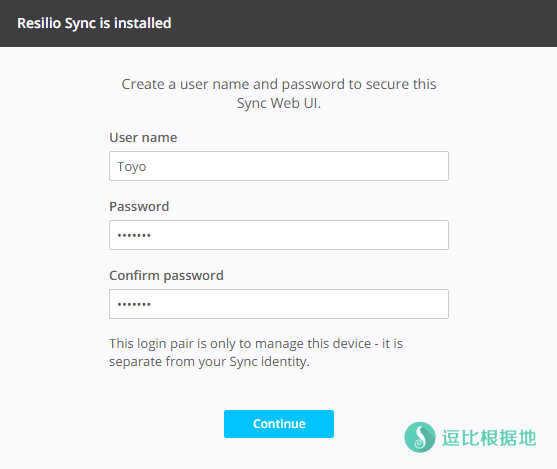 Resilio Sync is installed
Create a user name and password to secure this
Sync Web UI.
User name
Toyo
Password
•••••••
Confirm password
•••••••
This login pair is only to manage this device - it is
separate from your Sync identity.
Continue
逗比根据地